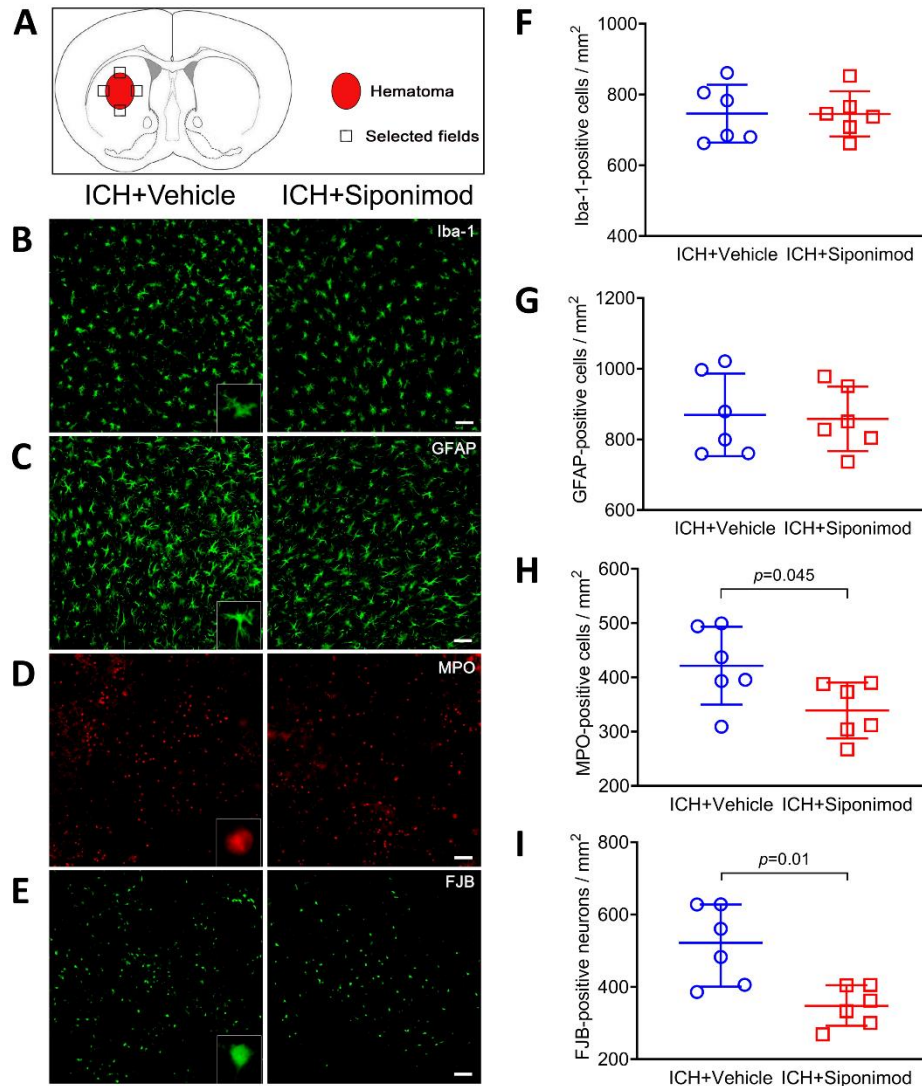 A
Hematoma
Selected fields
ICH+Vehicle ICH+Siponimod
B
Iba-1
C
GFAP
D
MPO
E
FJB
F
Iba-1-positive cells / mm²
1000
800
600
400
ICH+Vehicle ICH+Siponimod
G
GFAP-positive cells / mm²
1200
1000
800
600
ICH+Vehicle ICH+Siponimod
H
MPO-positive cells / mm²
600
500
400
300
200
p=0.045
ICH+Vehicle ICH+Siponimod
I
FJB-positive neurons / mm²
800
600
400
200
p=0.01
ICH+Vehicle ICH+Siponimod